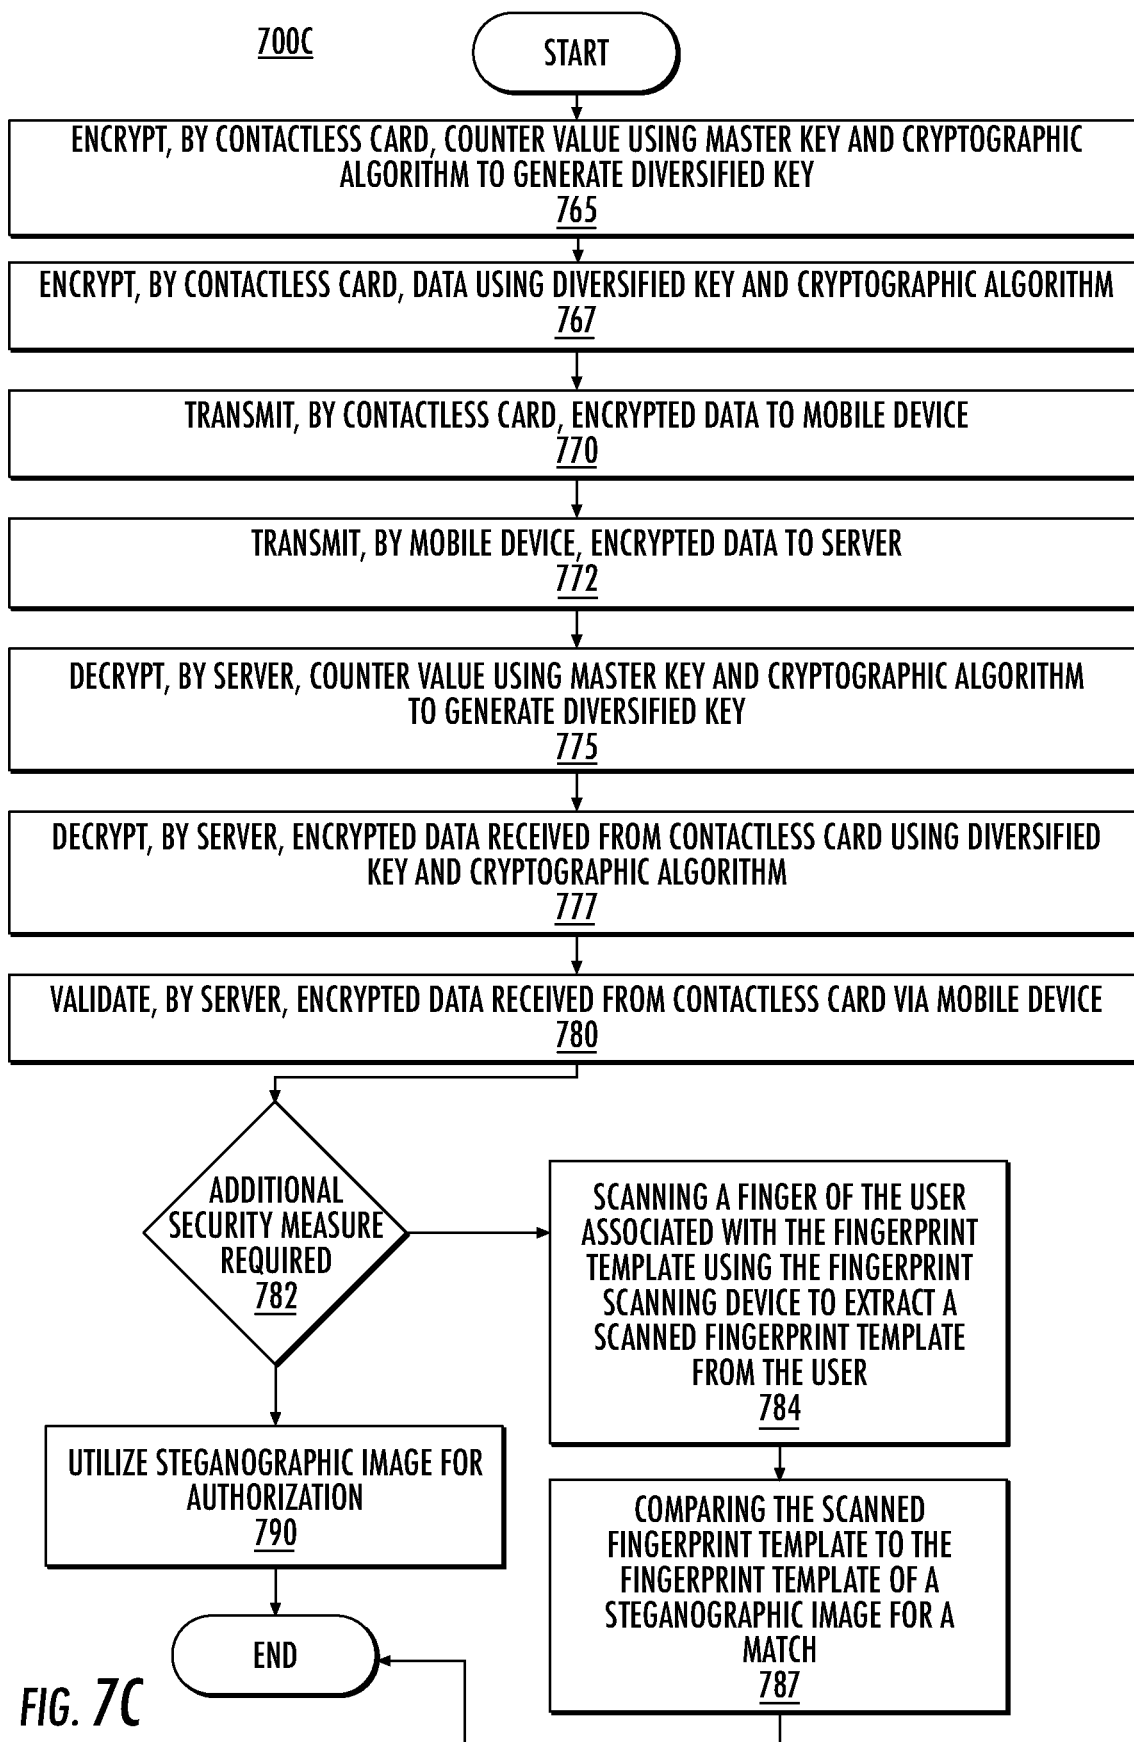 700C
START
ENCRYPT, BY CONTACTLESS CARD, COUNTER VALUE USING MASTER KEY AND CRYPTOGRAPHIC
ALGORITHM TO GENERATE DIVERSIFIED KEY
765
ENCRYPT, BY CONTACTLESS CARD, DATA USING DIVERSIFIED KEY AND CRYPTOGRAPHIC ALGORITHM
767
TRANSMIT, BY CONTACTLESS CARD, ENCRYPTED DATA TO MOBILE DEVICE
770
TRANSMIT, BY MOBILE DEVICE, ENCRYPTED DATA TO SERVER
772
DECRYPT, BY SERVER, COUNTER VALUE USING MASTER KEY AND CRYPTOGRAPHIC ALGORITHM
TO GENERATE DIVERSIFIED KEY
775
DECRYPT, BY SERVER, ENCRYPTED DATA RECEIVED FROM CONTACTLESS CARD USING DIVERSIFIED
KEY AND CRYPTOGRAPHIC ALGORITHM
777
VALIDATE, BY SERVER, ENCRYPTED DATA RECEIVED FROM CONTACTLESS CARD VIA MOBILE DEVICE
780
ADDITIONAL
SECURITY MEASURE
REQUIRED
782
SCANNING A FINGER OF THE USER
ASSOCIATED WITH THE FINGERPRINT
TEMPLATE USING THE FINGERPRINT
SCANNING DEVICE TO EXTRACT A
SCANNED FINGERPRINT TEMPLATE
FROM THE USER
784
UTILIZE STEGANOGRAPHIC IMAGE FOR
AUTHORIZATION
790
COMPARING THE SCANNED
FINGERPRINT TEMPLATE TO THE
FINGERPRINT TEMPLATE OF A
STEGANOGRAPHIC IMAGE FOR A
MATCH
787
END
FIG. 7C